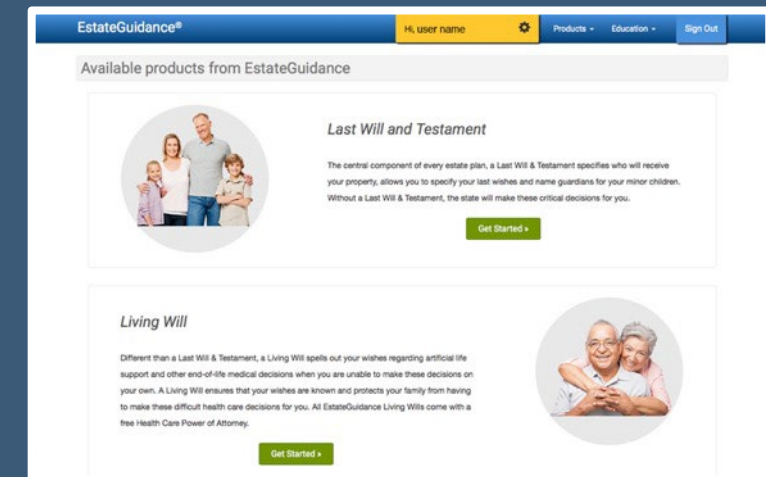 EstateGuidance®
Hi, user name
Products
Education
Sign Out
Available products from EstateGuidance
Last Will and Testament
The central component of every estate plan, a Last Will & Testament specifies who will receive
your property, allows you to specify your last wishes and name guardians for your minor children.
Without a Last Will & Testament, the state will make these critical decisions for you.
Get Started »
Living Will
Different than a Last Will & Testament, a Living Will spells out your wishes regarding artificial life
support and other end-of-life medical decisions when you are unable to make these decisions on
your own. A Living Will ensures that your wishes are known and protects your family from having
to make these difficult health care decisions for you. All EstateGuidance Living Wills come with a
free Health Care Power of Attorney.
Get Started »